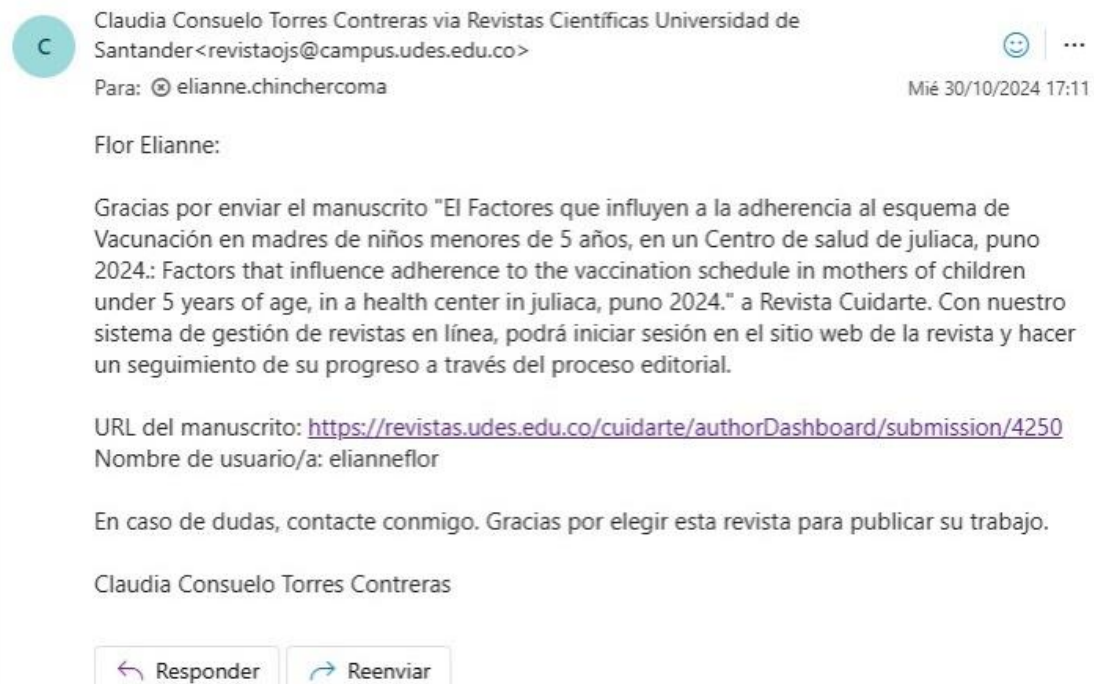 C
Claudia Consuelo Torres Contreras via Revistas Científicas Universidad de
Santander<revistaojs@campus.udes.edu.co>
Para: elianne.chinchercoma
Mié 30/10/2024 17:11
Flor Elianne:
Gracias por enviar el manuscrito "El Factores que influyen a la adherencia al esquema de
Vacunación en madres de niños menores de 5 años, en un Centro de salud de juliaca, puno
2024.: Factors that influence adherence to the vaccination schedule in mothers of children
under 5 years of age, in a health center in juliaca, puno 2024." a Revista Cuidarte. Con nuestro
sistema de gestión de revistas en línea, podrá iniciar sesión en el sitio web de la revista y hacer
un seguimiento de su progreso a través del proceso editorial.
URL del manuscrito: https://revistas.udes.edu.co/cuidarte/authorDashboard/submission/4250
Nombre de usuario/a: elianneflor
En caso de dudas, contacte conmigo. Gracias por elegir esta revista para publicar su trabajo.
Claudia Consuelo Torres Contreras
Responder
Reenviar